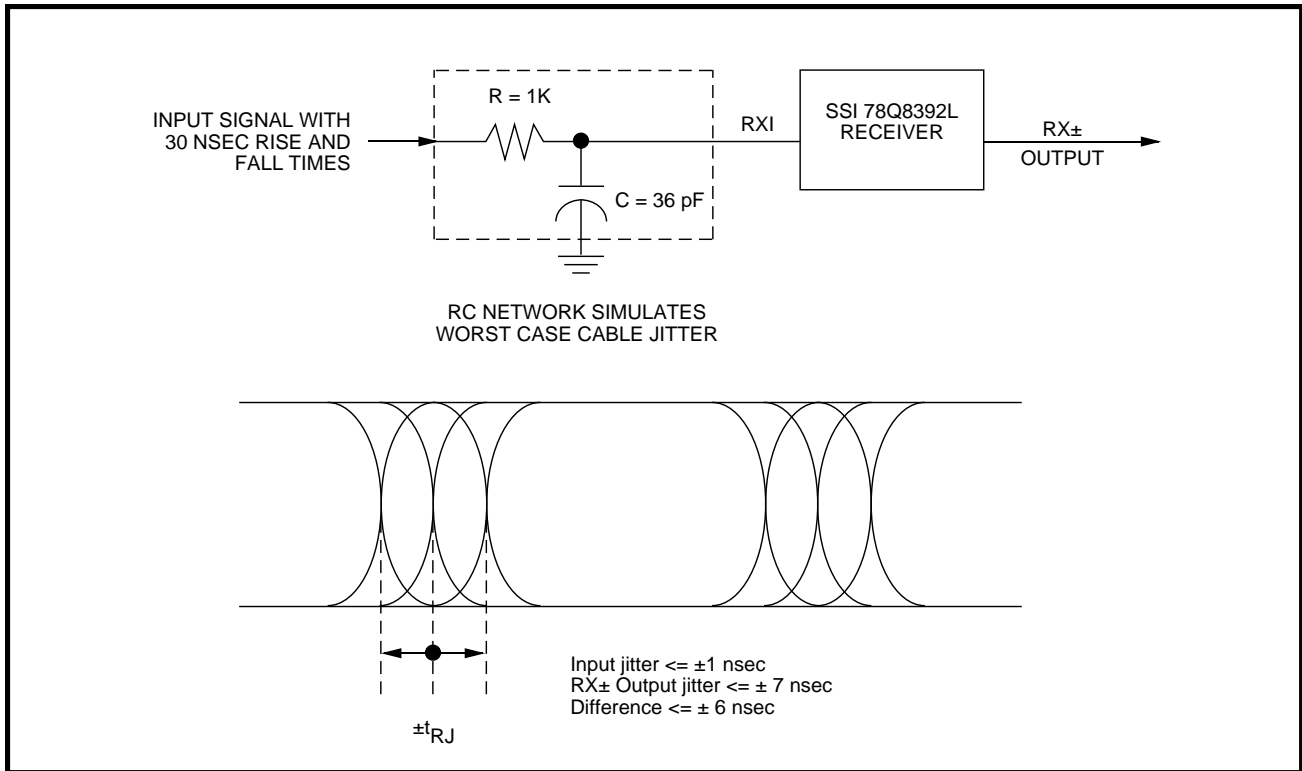 INPUT SIGNAL WITH
30 NSEC RISE AND
FALL TIMES
R = 1K
C = 36 pF
RXI
SSI 78Q8392L
RECEIVER
RX±
OUTPUT
RC NETWORK SIMULATES
WORST CASE CABLE JITTER
Input jitter <= ±1 nsec
RX± Output jitter <= ± 7 nsec
Difference <= ± 6 nsec
±tRJ